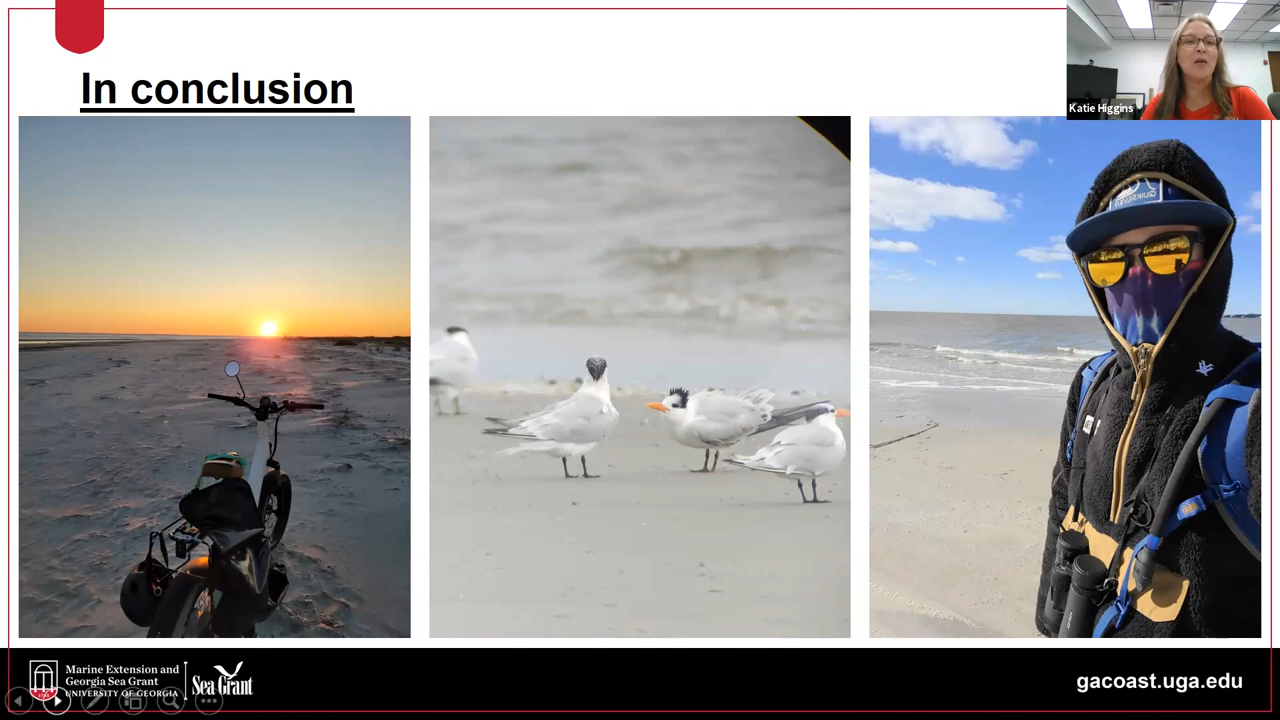 In conclusion
Katie Higgins
Marine Extension and
Georgia Sea Grant
UNIVERSITY OF GEORGIA
Sea Grant
gacoast.uga.edu